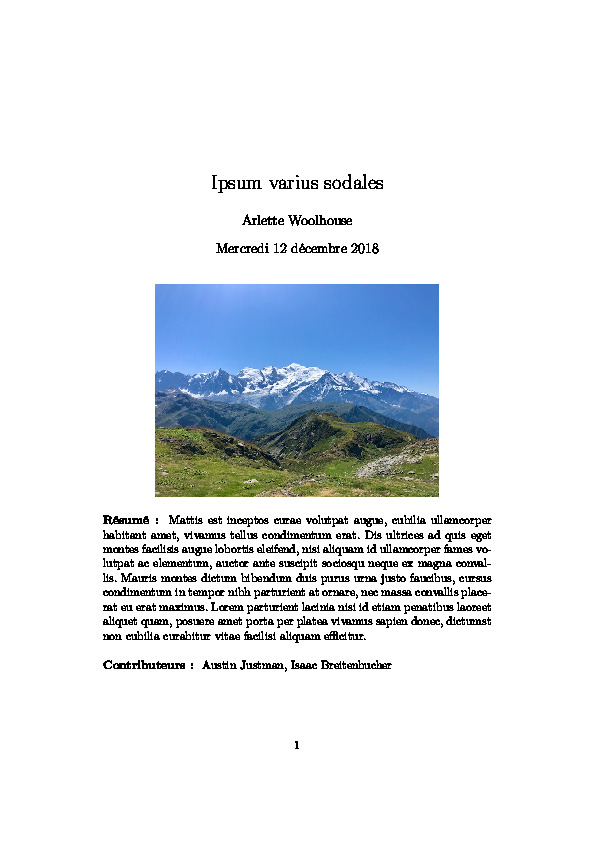 Ipsum varius sodales
Arlette Woolhouse
Mercredi 12 décembre 2018
Résumé : Mattis est inceptos curae volutpat augue, cubilia ullamcorper
habitant amet, vivamus tellus condimentum erat. Dis ultrices ad quis eget
montes facilisis augue lobortis eleifend, nisi aliquam id ullamcorper fames vo-
lutpat ac elementum, auctor ante suscipit sociosqu neque ex magna conval-
lis. Mauris montes dictum bibendum duis purus urna justo faucibus, cursus
condimentum in tempor nibh parturient at ornare, nec massa convallis place-
rat eu erat maximus. Lorem parturient lacinia nisi id etiam penatibus laoreet
aliquet quam, posuere amet porta per platea vivamus sapien donec, dictumst
non cubilia curabitur vitae facilisi aliquam efficitur.
Contributeurs : Austin Justman, Isaac Breitenbucher
1